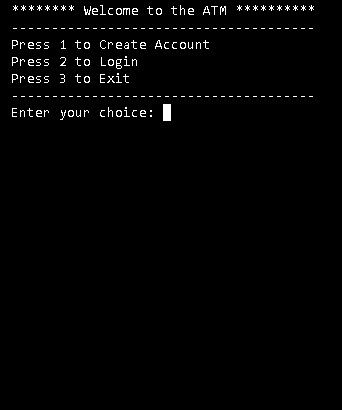 ******** Welcome to the ATM **********
--------------------------------------
Press 1 to Create Account
Press 2 to Login
Press 3 to Exit
--------------------------------------
Enter your choice: